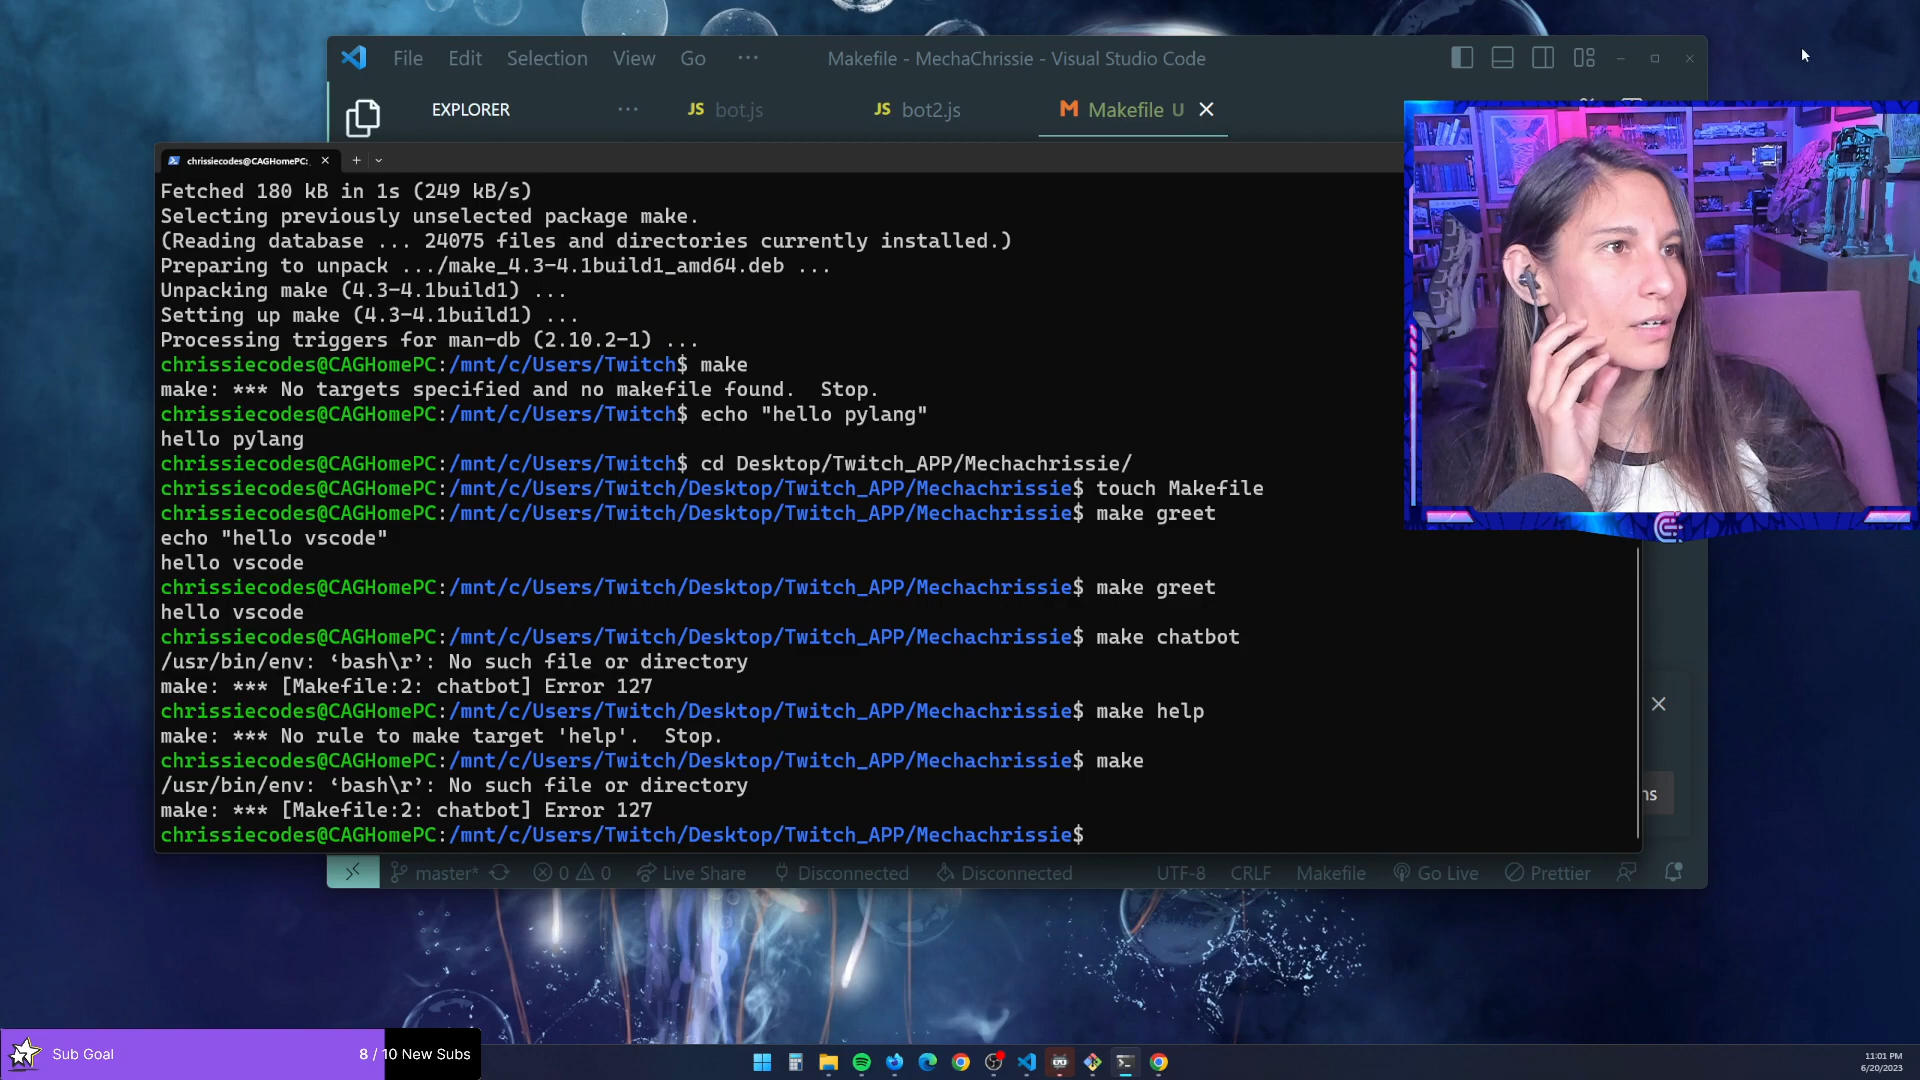 File Edit Selection View Go ··· Makefile - MechaChrissie - Visual Studio Code
EXPLORER ··· JS bot.js JS bot2.js M Makefile U
chrissiecodes@CAGHomePC:
Fetched 180 kB in 1s (249 kB/s)
Selecting previously unselected package make.
(Reading database ... 24075 files and directories currently installed.)
Preparing to unpack .../make_4.3-4.1build1_amd64.deb ...
Unpacking make (4.3-4.1build1) ...
Setting up make (4.3-4.1build1) ...
Processing triggers for man-db (2.10.2-1) ...
chrissiecodes@CAGHomePC:/mnt/c/Users/Twitch$ make
make: *** No targets specified and no makefile found.  Stop.
chrissiecodes@CAGHomePC:/mnt/c/Users/Twitch$ echo "hello pylang"
hello pylang
chrissiecodes@CAGHomePC:/mnt/c/Users/Twitch$ cd Desktop/Twitch_APP/Mechachrissie/
chrissiecodes@CAGHomePC:/mnt/c/Users/Twitch/Desktop/Twitch_APP/Mechachrissie$ touch Makefile
chrissiecodes@CAGHomePC:/mnt/c/Users/Twitch/Desktop/Twitch_APP/Mechachrissie$ make greet
echo "hello vscode"
hello vscode
chrissiecodes@CAGHomePC:/mnt/c/Users/Twitch/Desktop/Twitch_APP/Mechachrissie$ make greet
hello vscode
chrissiecodes@CAGHomePC:/mnt/c/Users/Twitch/Desktop/Twitch_APP/Mechachrissie$ make chatbot
/usr/bin/env: ‘bash\r’: No such file or directory
make: *** [Makefile:2: chatbot] Error 127
chrissiecodes@CAGHomePC:/mnt/c/Users/Twitch/Desktop/Twitch_APP/Mechachrissie$ make help
make: *** No rule to make target 'help'.  Stop.
chrissiecodes@CAGHomePC:/mnt/c/Users/Twitch/Desktop/Twitch_APP/Mechachrissie$ make
/usr/bin/env: ‘bash\r’: No such file or directory
make: *** [Makefile:2: chatbot] Error 127
chrissiecodes@CAGHomePC:/mnt/c/Users/Twitch/Desktop/Twitch_APP/Mechachrissie$
master* 0 0 Live Share Disconnected Disconnected UTF-8 CRLF Makefile Go Live Prettier
Sub Goal 8 / 10 New Subs
11:01 PM
6/20/2023